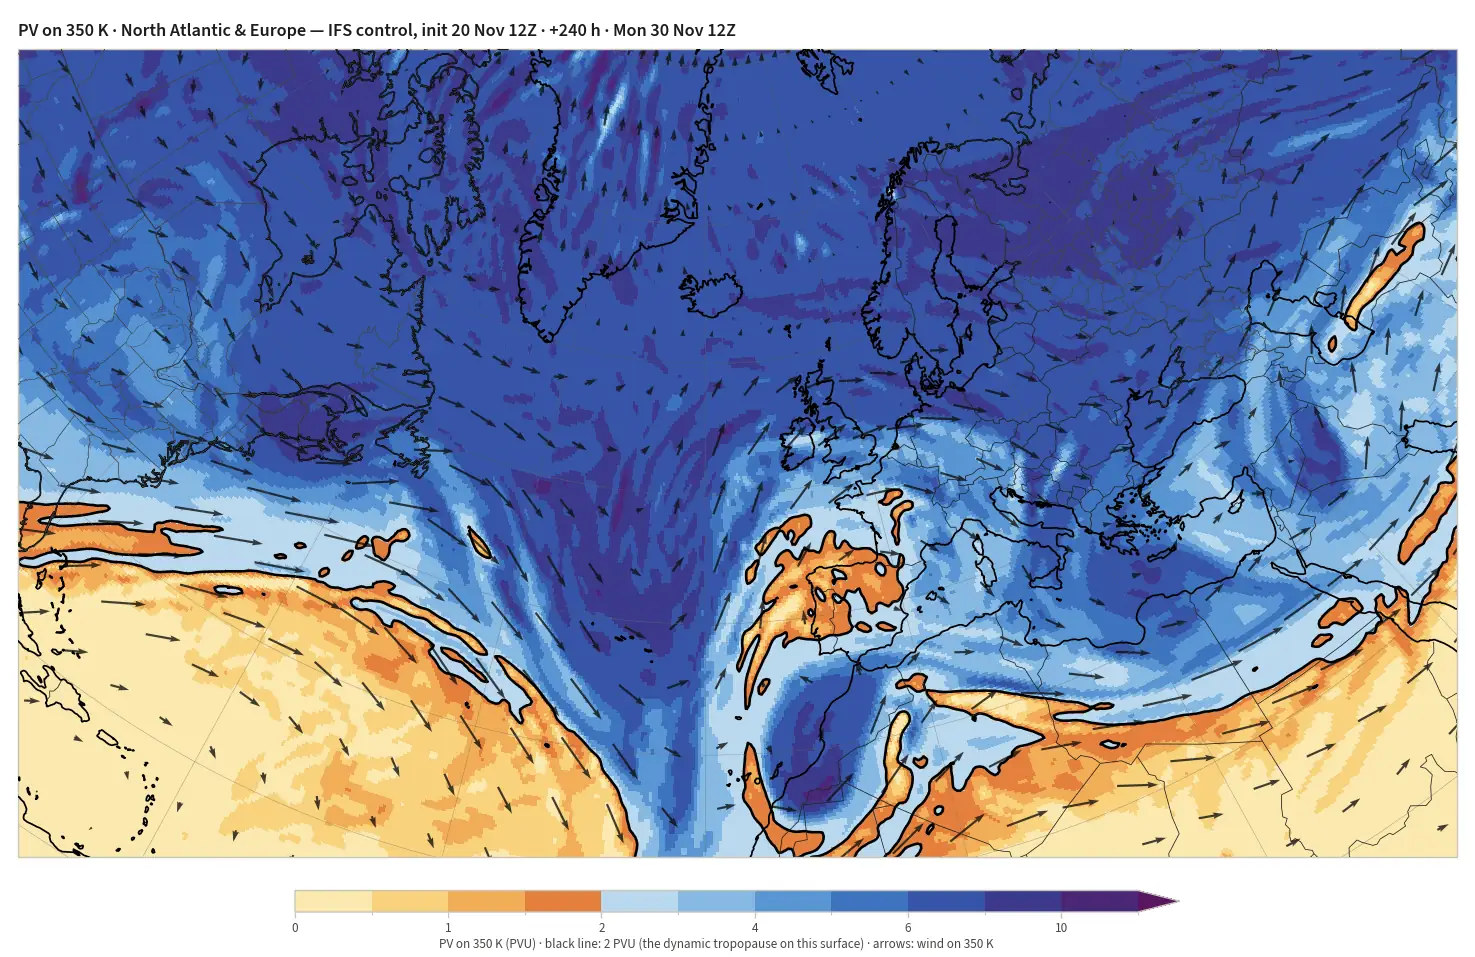 PV on 350 K · North Atlantic & Europe — IFS control, init 20 Nov 12Z · +240 h · Mon 30 Nov 12Z
0 1 2 4 6 10
PV on 350 K (PVU) · black line: 2 PVU (the dynamic tropopause on this surface) · arrows: wind on 350 K